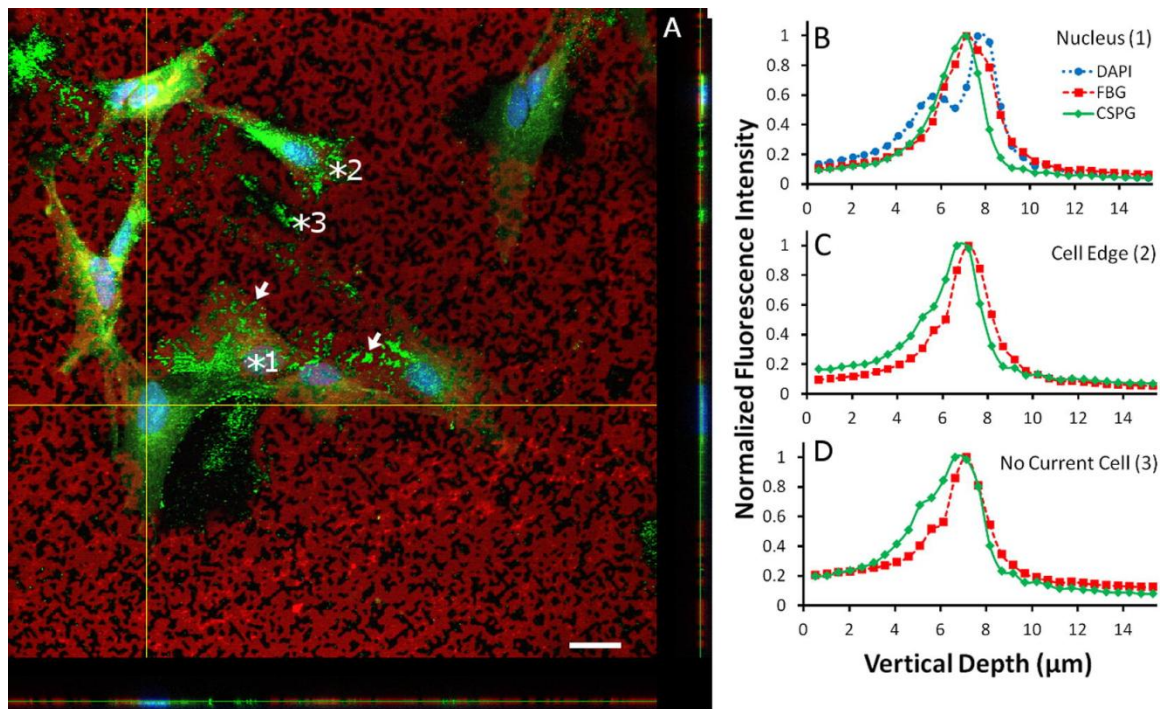 A
*2
*3
*1
Normalized Fluorescence Intensity
B
Nucleus (1)
DAPI
FBG
CSPG
1
0.8
0.6
0.4
0.2
0
0 2 4 6 8 10 12 14
C
Cell Edge (2)
1
0.8
0.6
0.4
0.2
0
0 2 4 6 8 10 12 14
D
No Current Cell (3)
1
0.8
0.6
0.4
0.2
0
0 2 4 6 8 10 12 14
Vertical Depth (µm)